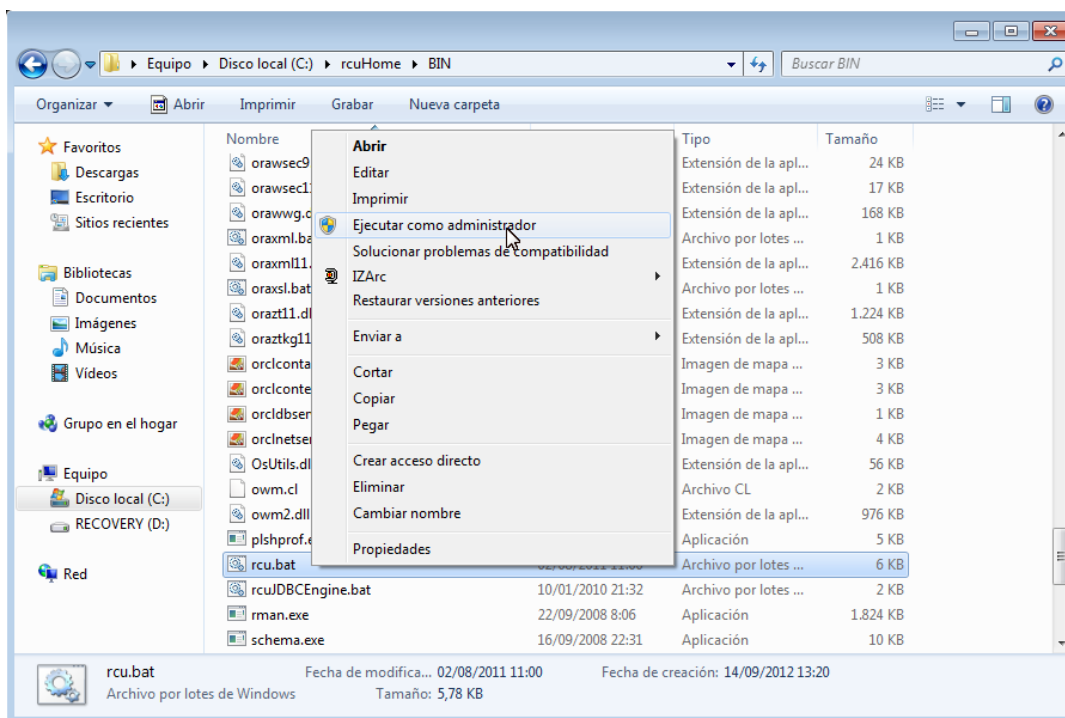 Equipo Disco local (C:) rcuHome BIN
Buscar BIN
Organizar Abrir Imprimir Grabar Nueva carpeta
Favoritos
Descargas
Escritorio
Sitios recientes
Bibliotecas
Documentos
Imágenes
Música
Vídeos
Grupo en el hogar
Equipo
Disco local (C:)
RECOVERY (D:)
Red
Nombre Tipo Tamaño
orawsec9 Extensión de la apl... 24 KB
orawsec1 Extensión de la apl... 17 KB
orawwg.d Extensión de la apl... 168 KB
oraxml.ba Archivo por lotes ... 1 KB
oraxml11. Extensión de la apl... 2.416 KB
oraxsl.bat Archivo por lotes ... 1 KB
orazt11.dl Extensión de la apl... 1.224 KB
oraztkg11 Extensión de la apl... 508 KB
orclconta Imagen de mapa ... 3 KB
orclconte Imagen de mapa ... 3 KB
orcldbser Imagen de mapa ... 1 KB
orclnetser Imagen de mapa ... 4 KB
OsUtils.dl Extensión de la apl... 56 KB
owm.cl Archivo CL 2 KB
owm2.dll Extensión de la apl... 976 KB
plshprof.e Aplicación 5 KB
rcu.bat 02/08/2011 11:00 Archivo por lotes ... 6 KB
rcuJDBCEngine.bat 10/01/2010 21:32 Archivo por lotes ... 2 KB
rman.exe 22/09/2008 8:06 Aplicación 1.824 KB
schema.exe 16/09/2008 22:31 Aplicación 10 KB
Abrir
Editar
Imprimir
Ejecutar como administrador
Solucionar problemas de compatibilidad
IZArc
Restaurar versiones anteriores
Enviar a
Cortar
Copiar
Pegar
Crear acceso directo
Eliminar
Cambiar nombre
Propiedades
rcu.bat Fecha de modifica... 02/08/2011 11:00 Fecha de creación: 14/09/2012 13:20
Archivo por lotes de Windows Tamaño: 5,78 KB